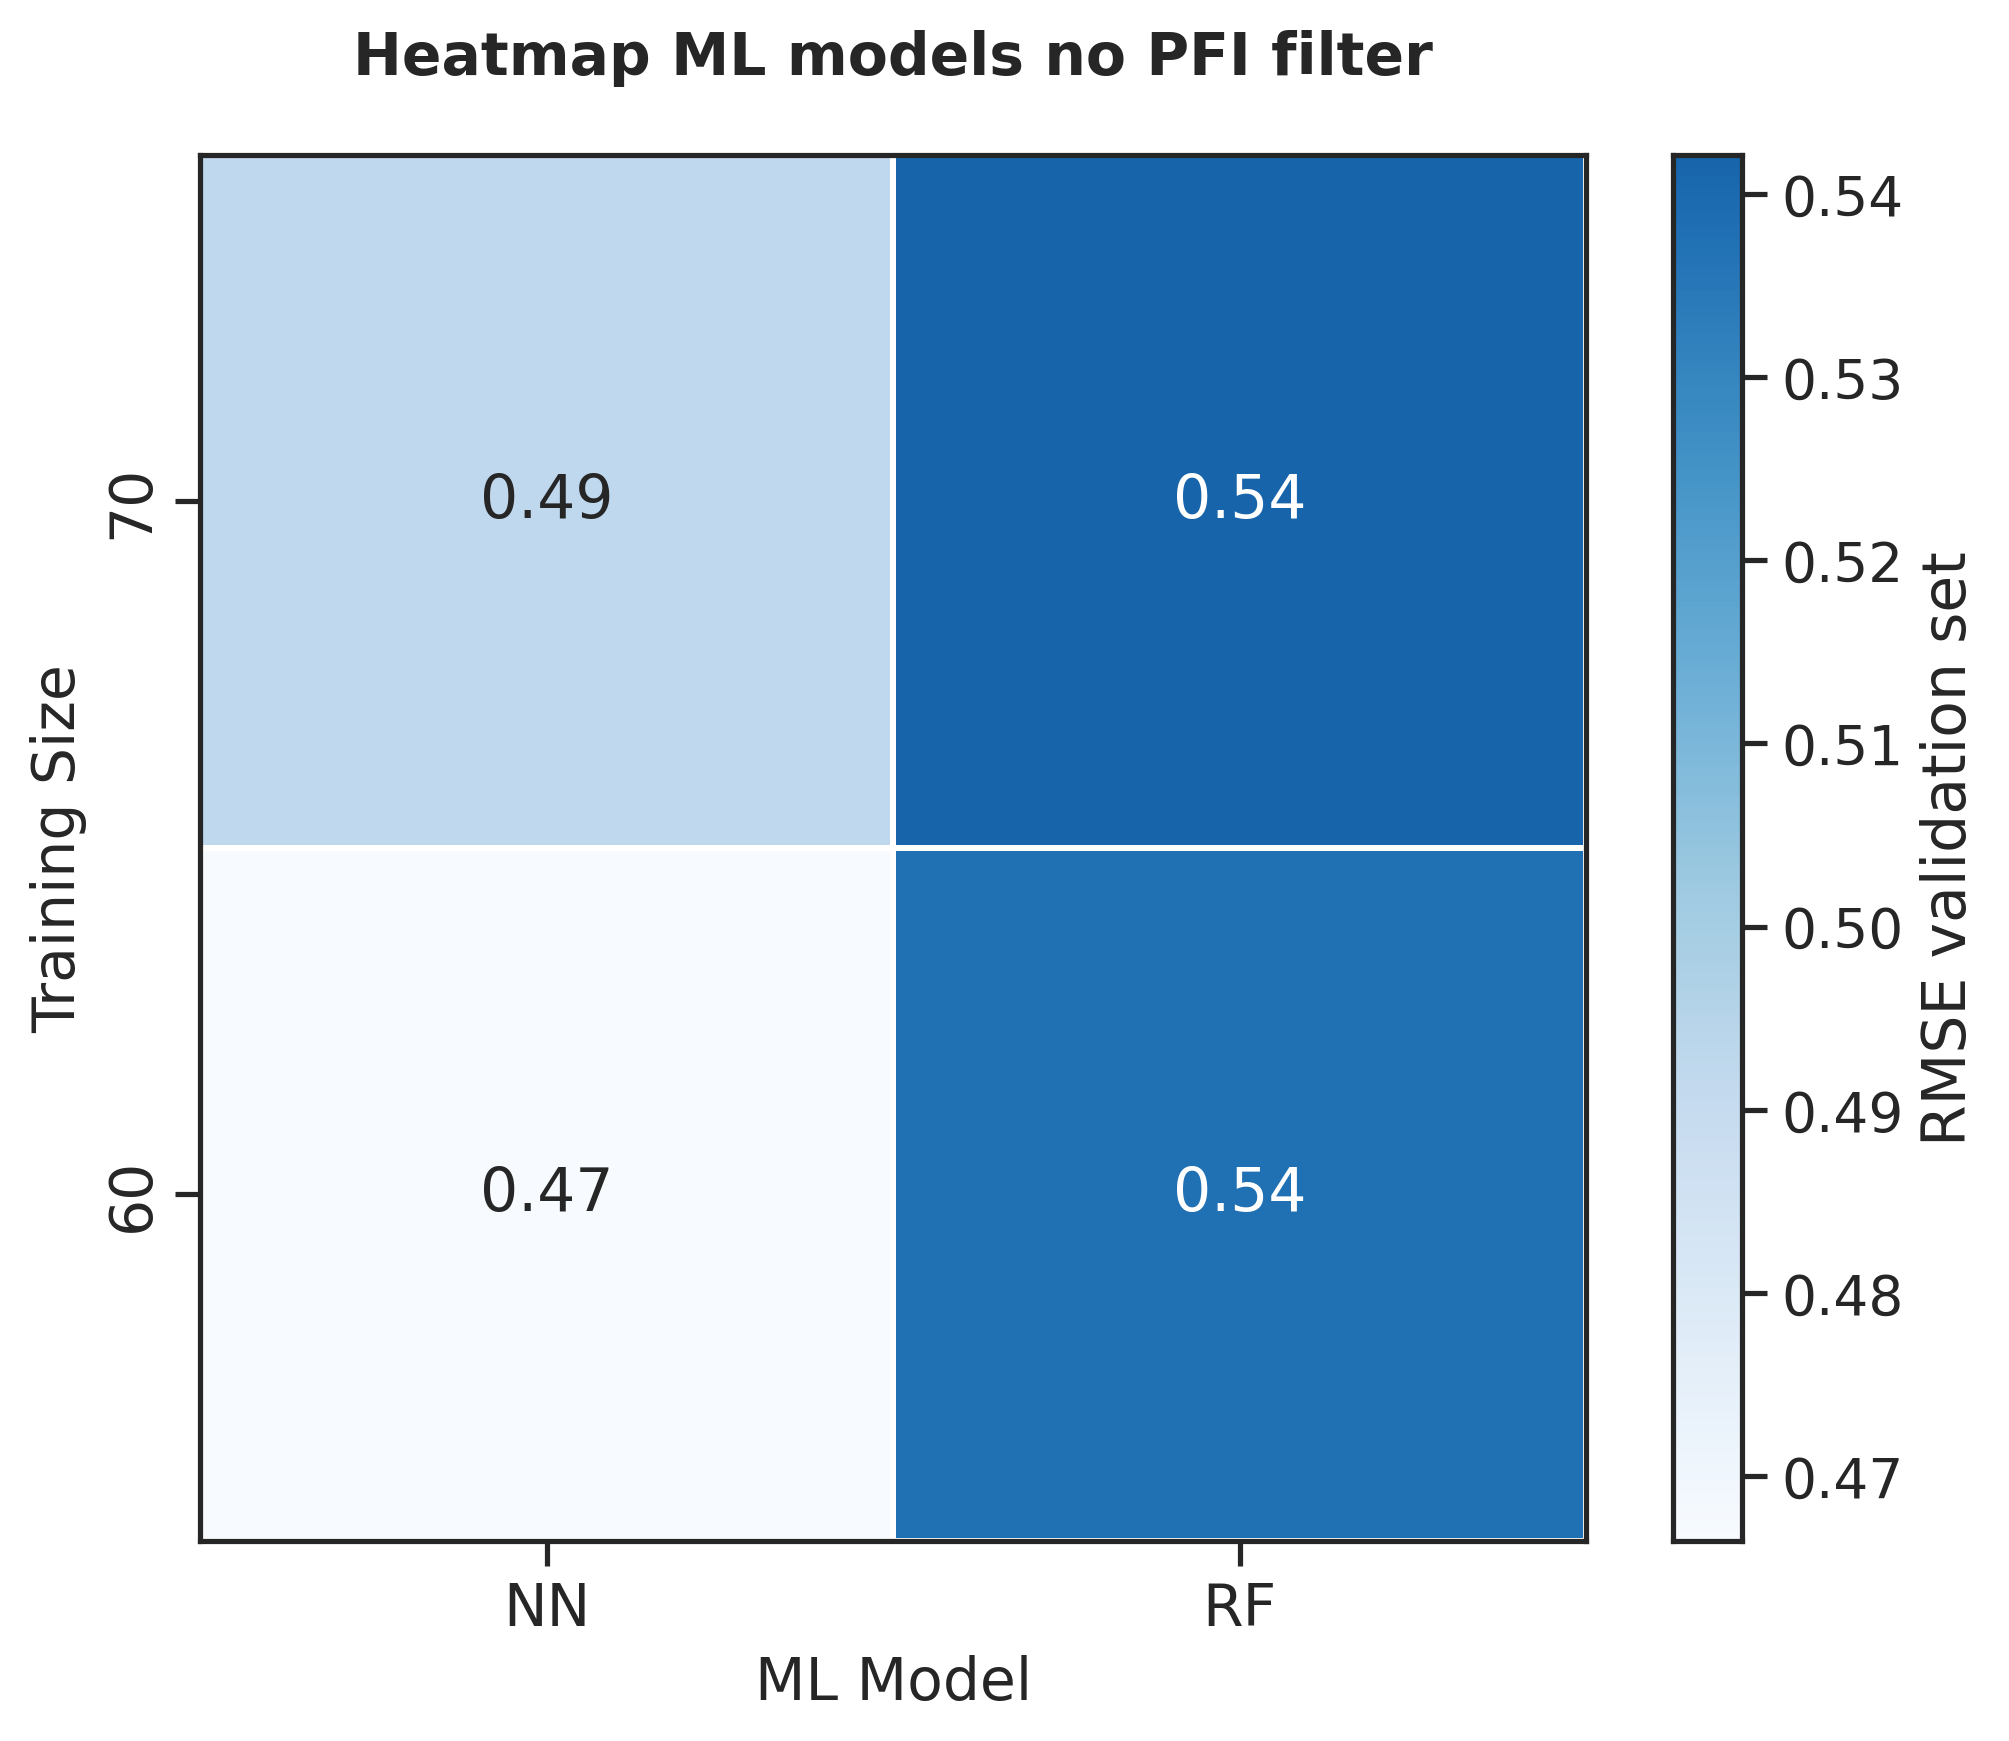 Heatmap ML models no PFI filter
Training Size
70
60
0.49
0.54
0.47
0.54
NN
RF
ML Model
0.54
0.53
0.52
0.51
0.50
0.49
0.48
0.47
RMSE validation set